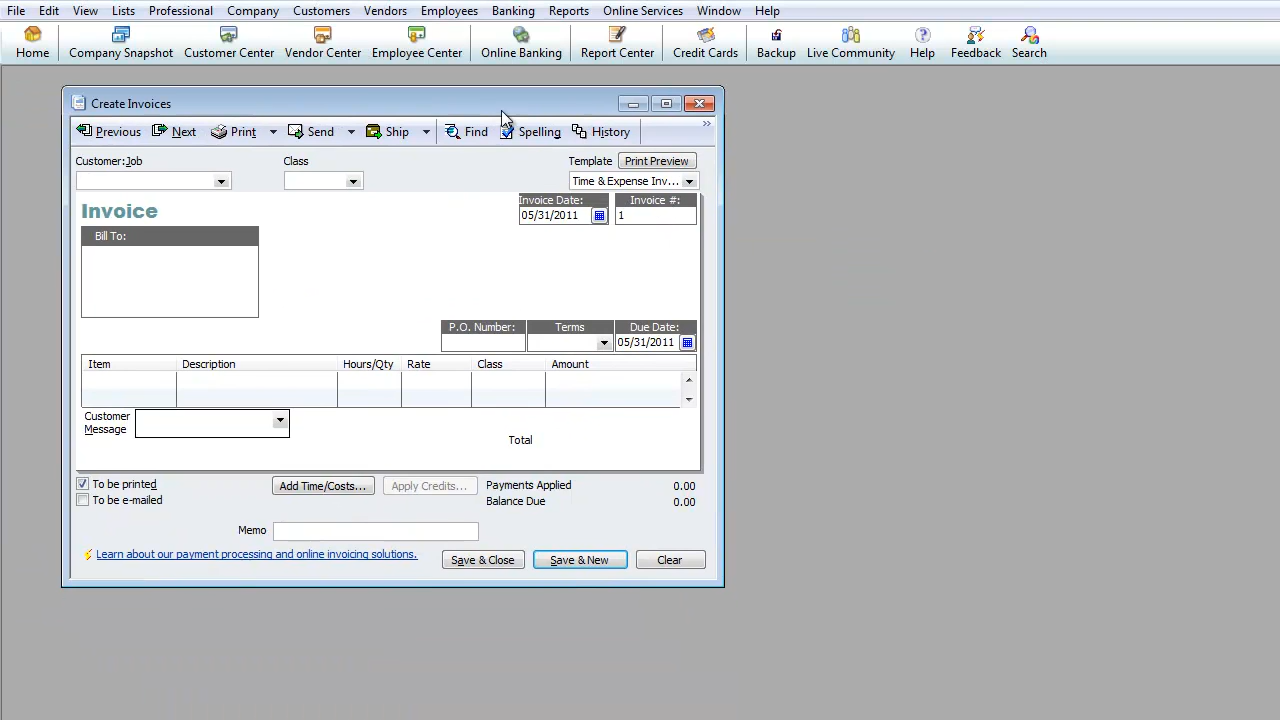 File Edit View Lists Professional Company Customers Vendors Employees Banking Reports Online Services Window Help
Home Company Snapshot Customer Center Vendor Center Employee Center Online Banking Report Center Credit Cards Backup Live Community Help Feedback Search
Create Invoices
Previous Next Print Send Ship Find Spelling History »
Customer:Job Class Template Print Preview
Time & Expense Inv...
Invoice Invoice Date: Invoice #:
05/31/2011 1
Bill To:
P.O. Number: Terms Due Date:
05/31/2011
Item Description Hours/Qty Rate Class Amount
Customer
Message
Total
To be printed Add Time/Costs... Apply Credits... Payments Applied 0.00
To be e-mailed Balance Due 0.00
Memo
Learn about our payment processing and online invoicing solutions. Save & Close Save & New Clear